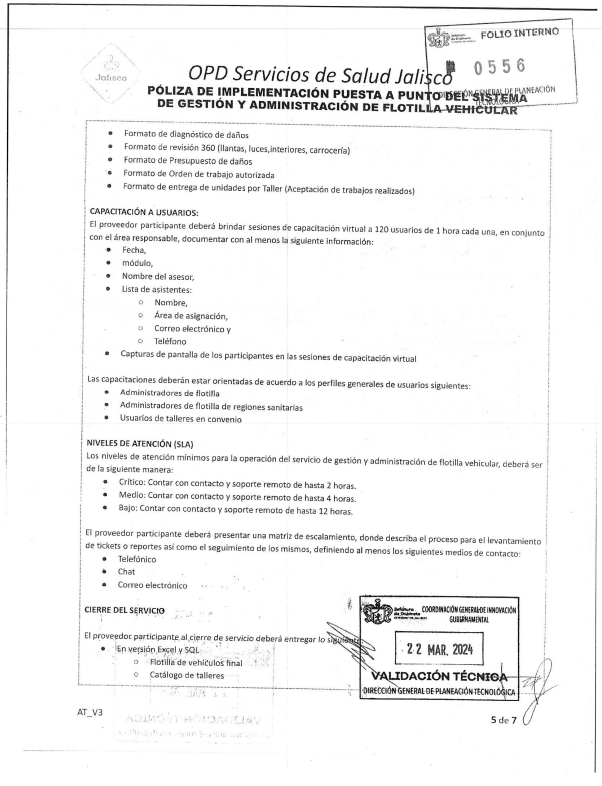 Jefatura de Gabinete
FOLIO INTERNO
0556
DIRECCIÓN GENERAL DE PLANEACIÓN
TECNOLÓGICA
Jalisco
OPD Servicios de Salud Jalisco
PÓLIZA DE IMPLEMENTACIÓN PUESTA A PUNTO DEL SISTEMA
DE GESTIÓN Y ADMINISTRACIÓN DE FLOTILLA VEHICULAR
• Formato de diagnóstico de daños
• Formato de revisión 360 (llantas, luces,interiores, carrocería)
• Formato de Presupuesto de daños
• Formato de Orden de trabajo autorizada
• Formato de entrega de unidades por Taller (Aceptación de trabajos realizados)
CAPACITACIÓN A USUARIOS:
El proveedor participante deberá brindar sesiones de capacitación virtual a 120 usuarios de 1 hora cada una, en conjunto
con el área responsable, documentar con al menos la siguiente información:
• Fecha,
• módulo,
• Nombre del asesor,
• Lista de asistentes:
o Nombre,
o Área de asignación,
o Correo electrónico y
o Teléfono
• Capturas de pantalla de los participantes en las sesiones de capacitación virtual
Las capacitaciones deberán estar orientadas de acuerdo a los perfiles generales de usuarios siguientes:
• Administradores de flotilla
• Administradores de flotilla de regiones sanitarias
• Usuarios de talleres en convenio
NIVELES DE ATENCIÓN (SLA)
Los niveles de atención mínimos para la operación del servicio de gestión y administración de flotilla vehicular, deberá ser
de la siguiente manera:
• Crítico: Contar con contacto y soporte remoto de hasta 2 horas.
• Medio: Contar con contacto y soporte remoto de hasta 4 horas.
• Bajo: Contar con contacto y soporte remoto de hasta 12 horas.
El proveedor participante deberá presentar una matriz de escalamiento, donde describa el proceso para el levantamiento
de tickets o reportes así como el seguimiento de los mismos, definiendo al menos los siguientes medios de contacto:
• Telefónico
• Chat
• Correo electrónico
CIERRE DEL SERVICIO
El proveedor participante al cierre de servicio deberá entregar lo siguiente:
• En versión Excel y SQL
o Flotilla de vehículos final
o Catálogo de talleres
Jefatura de Gabinete
COORDINACIÓN GENERAL DE INNOVACIÓN
GUBERNAMENTAL
22 MAR. 2024
VALIDACIÓN TÉCNICA
DIRECCIÓN GENERAL DE PLANEACIÓN TECNOLÓGICA
AT_V3
5 de 7